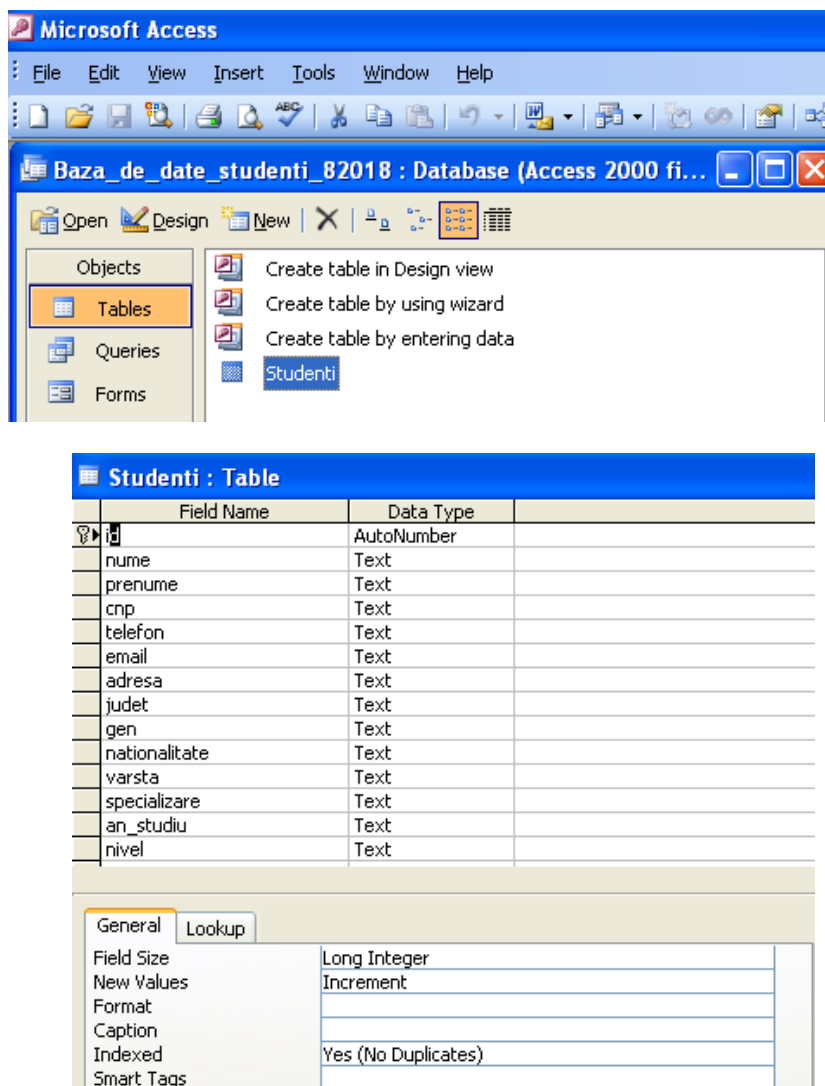 Microsoft Access
File Edit View Insert Tools Window Help
ABC
Baza_de_date_studenti_82018 : Database (Access 2000 fi...
Open Design New
Objects
Create table in Design view
Tables
Create table by using wizard
Queries
Create table by entering data
Forms
Studenti
Studenti : Table
Field Name Data Type
id AutoNumber
nume Text
prenume Text
cnp Text
telefon Text
email Text
adresa Text
judet Text
gen Text
nationalitate Text
varsta Text
specializare Text
an_studiu Text
nivel Text
General Lookup
Field Size Long Integer
New Values Increment
Format
Caption
Indexed Yes (No Duplicates)
Smart Tags